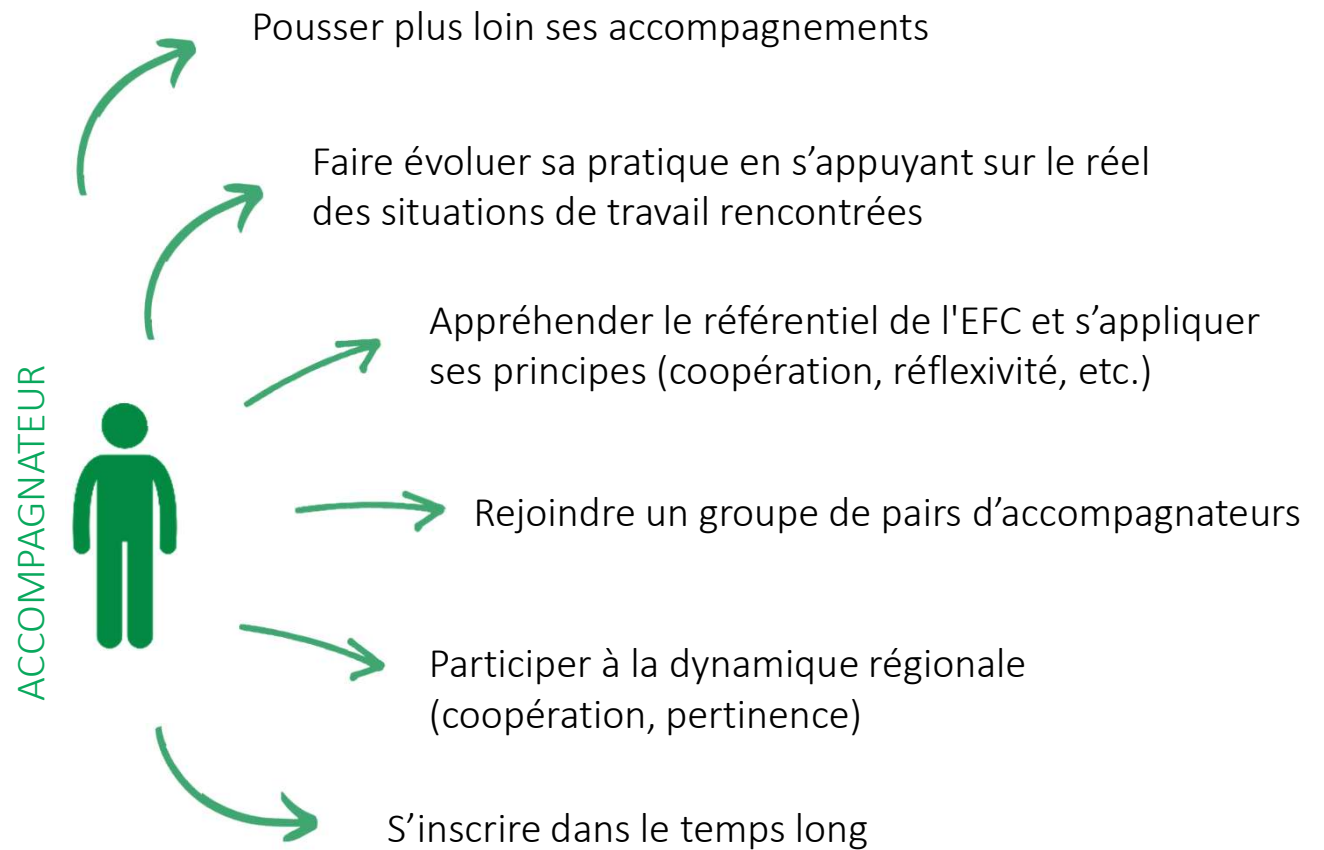 Pousser plus loin ses accompagnements
Faire évoluer sa pratique en s’appuyant sur le réel
des situations de travail rencontrées
Appréhender le référentiel de l'EFC et s’appliquer
ses principes (coopération, réflexivité, etc.)
ACCOMPAGNATEUR
Rejoindre un groupe de pairs d’accompagnateurs
Participer à la dynamique régionale
(coopération, pertinence)
S’inscrire dans le temps long